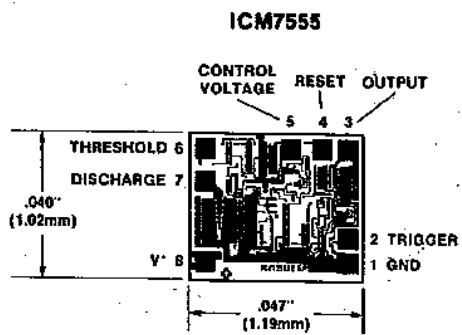 ICM7555
CONTROL
VOLTAGE
RESET
OUTPUT
5 4 3
THRESHOLD 6
DISCHARGE 7
.040"
(1.02mm)
2 TRIGGER
V+ 8
1 GND
.047"
(1.19mm)